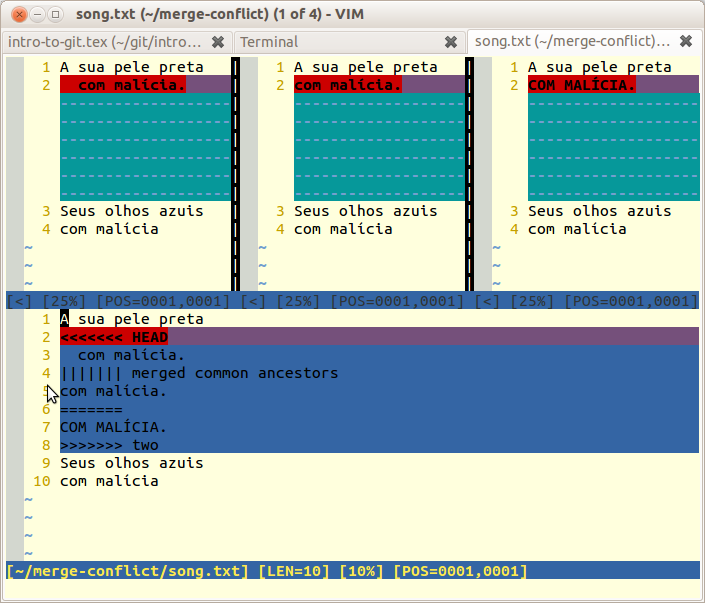 song.txt (~/merge-conflict) (1 of 4) - VIM
intro-to-git.tex (~/git/intro... Terminal song.txt (~/merge-conflict)...
1 A sua pele preta
2   com malícia.
3 Seus olhos azuis
4 com malícia
~
~
~
[<] [25%] [POS=0001,0001]
1 A sua pele preta
2 com malícia.
3 Seus olhos azuis
4 com malícia
~
~
~
[<] [25%] [POS=0001,0001]
1 A sua pele preta
2 COM MALÍCIA.
3 Seus olhos azuis
4 com malícia
~
~
~
[<] [25%] [POS=0001,0001]
1 A sua pele preta
2 <<<<<<< HEAD
3   com malícia.
4 ||||||| merged common ancestors
5 com malícia.
6 =======
7 COM MALÍCIA.
8 >>>>>>> two
9 Seus olhos azuis
10 com malícia
~
~
~
~
[~/merge-conflict/song.txt] [LEN=10] [10%] [POS=0001,0001]